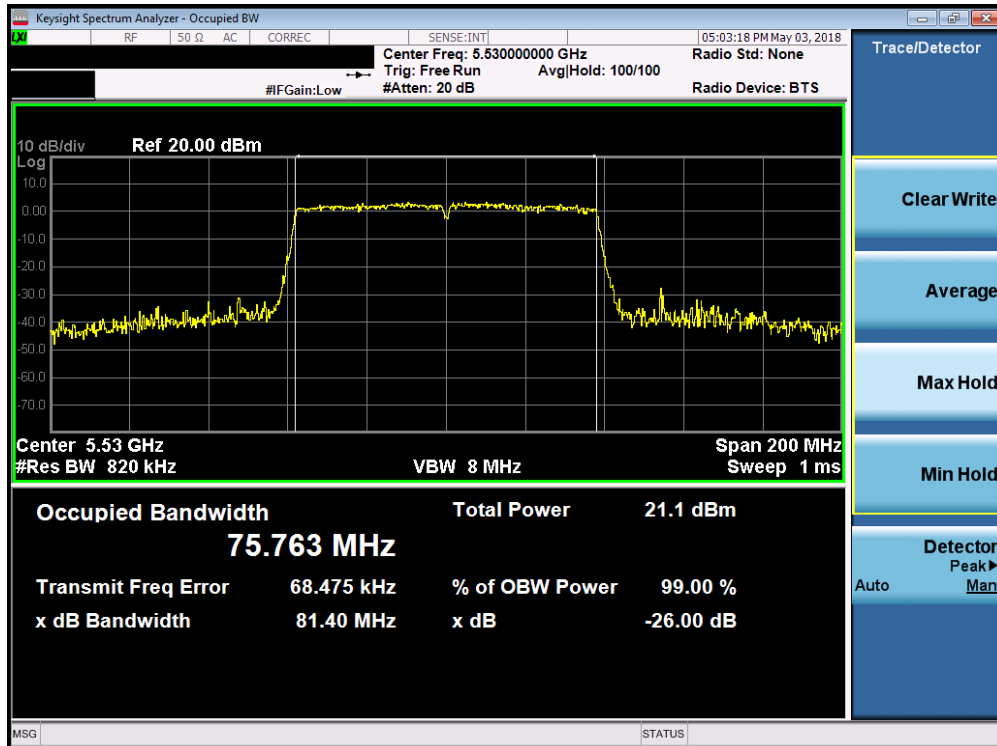 Keysight Spectrum Analyzer - Occupied BW
LXI RF 50 Ω AC CORREC SENSE:INT 05:03:18 PM May 03, 2018
Center Freq: 5.530000000 GHz Radio Std: None
Trig: Free Run Avg|Hold: 100/100
#IFGain:Low #Atten: 20 dB Radio Device: BTS
Trace/Detector
10 dB/div Ref 20.00 dBm
Log
10.0
0.00
-10.0
-20.0
-30.0
-40.0
-50.0
-60.0
-70.0
Center 5.53 GHz Span 200 MHz
#Res BW 820 kHz VBW 8 MHz Sweep 1 ms
Occupied Bandwidth Total Power 21.1 dBm
75.763 MHz
Transmit Freq Error 68.475 kHz % of OBW Power 99.00 %
x dB Bandwidth 81.40 MHz x dB -26.00 dB
Clear Write
Average
Max Hold
Min Hold
Detector
Peak▶
Auto Man
MSG STATUS